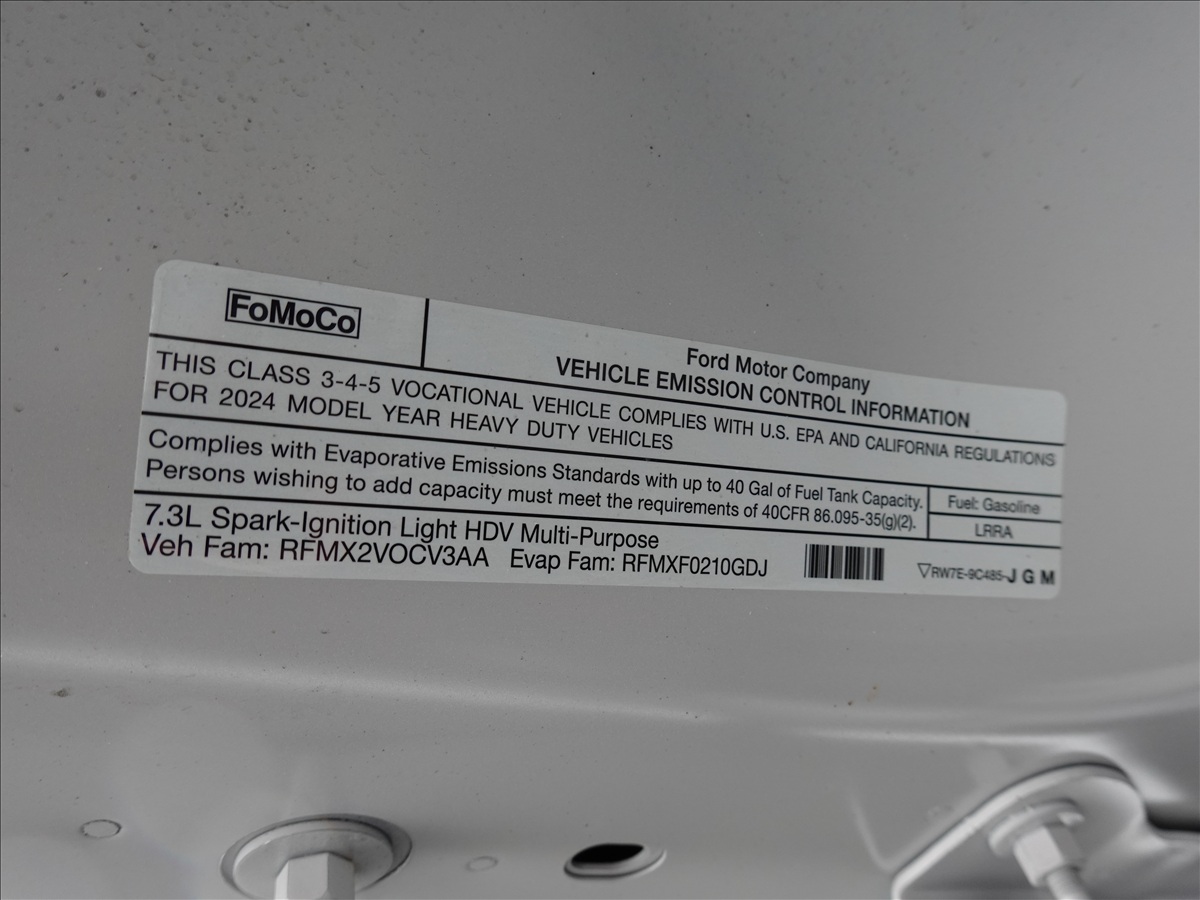 FoMoCo
Ford Motor Company
VEHICLE EMISSION CONTROL INFORMATION
THIS CLASS 3-4-5 VOCATIONAL VEHICLE COMPLIES WITH U.S. EPA AND CALIFORNIA REGULATIONS
FOR 2024 MODEL YEAR HEAVY DUTY VEHICLES
Complies with Evaporative Emissions Standards with up to 40 Gal of Fuel Tank Capacity.
Persons wishing to add capacity must meet the requirements of 40CFR 86.095-35(g)(2).
Fuel: Gasoline
LRRA
7.3L Spark-Ignition Light HDV Multi-Purpose
Veh Fam: RFMX2VOCV3AA Evap Fam: RFMXF0210GDJ
RW7E-9C485-JGM